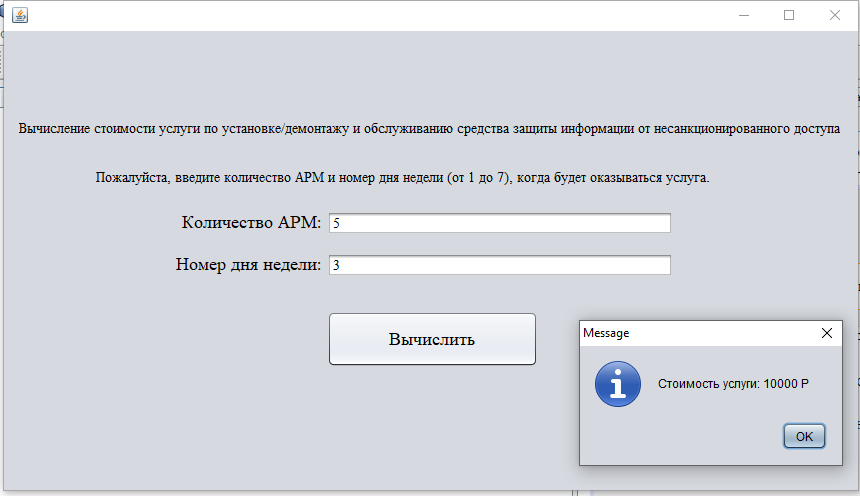 Вычисление стоимости услуги по установке/демонтажу и обслуживанию средства защиты информации от несанкционированного доступа
Пожалуйста, введите количество АРМ и номер дня недели (от 1 до 7), когда будет оказываться услуга.
Количество АРМ: 5
Номер дня недели: 3
Вычислить
Message
Стоимость услуги: 10000 Р
OK